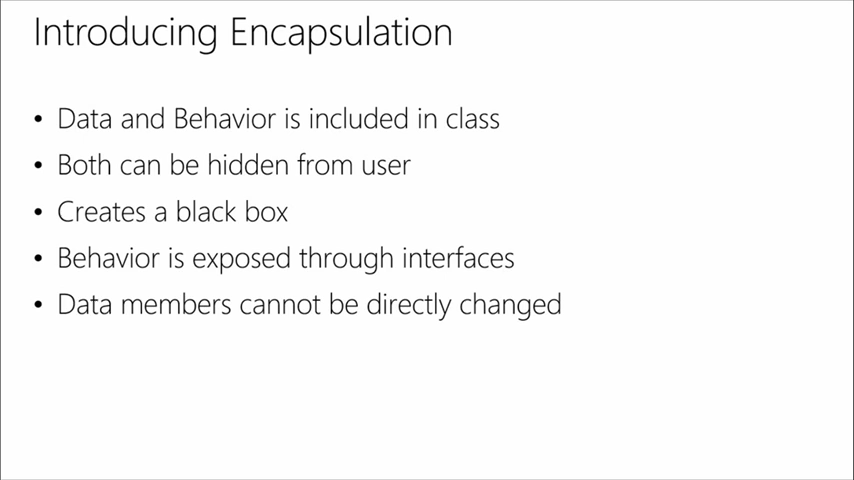 Introducing Encapsulation
• Data and Behavior is included in class
• Both can be hidden from user
• Creates a black box
• Behavior is exposed through interfaces
• Data members cannot be directly changed